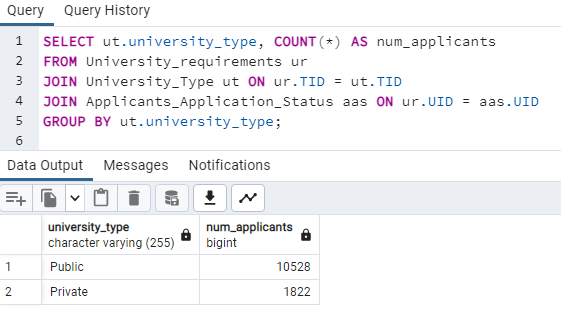 Query Query History
1 SELECT ut.university_type, COUNT(*) AS num_applicants
2 FROM University_requirements ur
3 JOIN University_Type ut ON ur.TID = ut.TID
4 JOIN Applicants_Application_Status aas ON ur.UID = aas.UID
5 GROUP BY ut.university_type;
6
Data Output Messages Notifications
university_type num_applicants
character varying (255) bigint
1 Public 10528
2 Private 1822